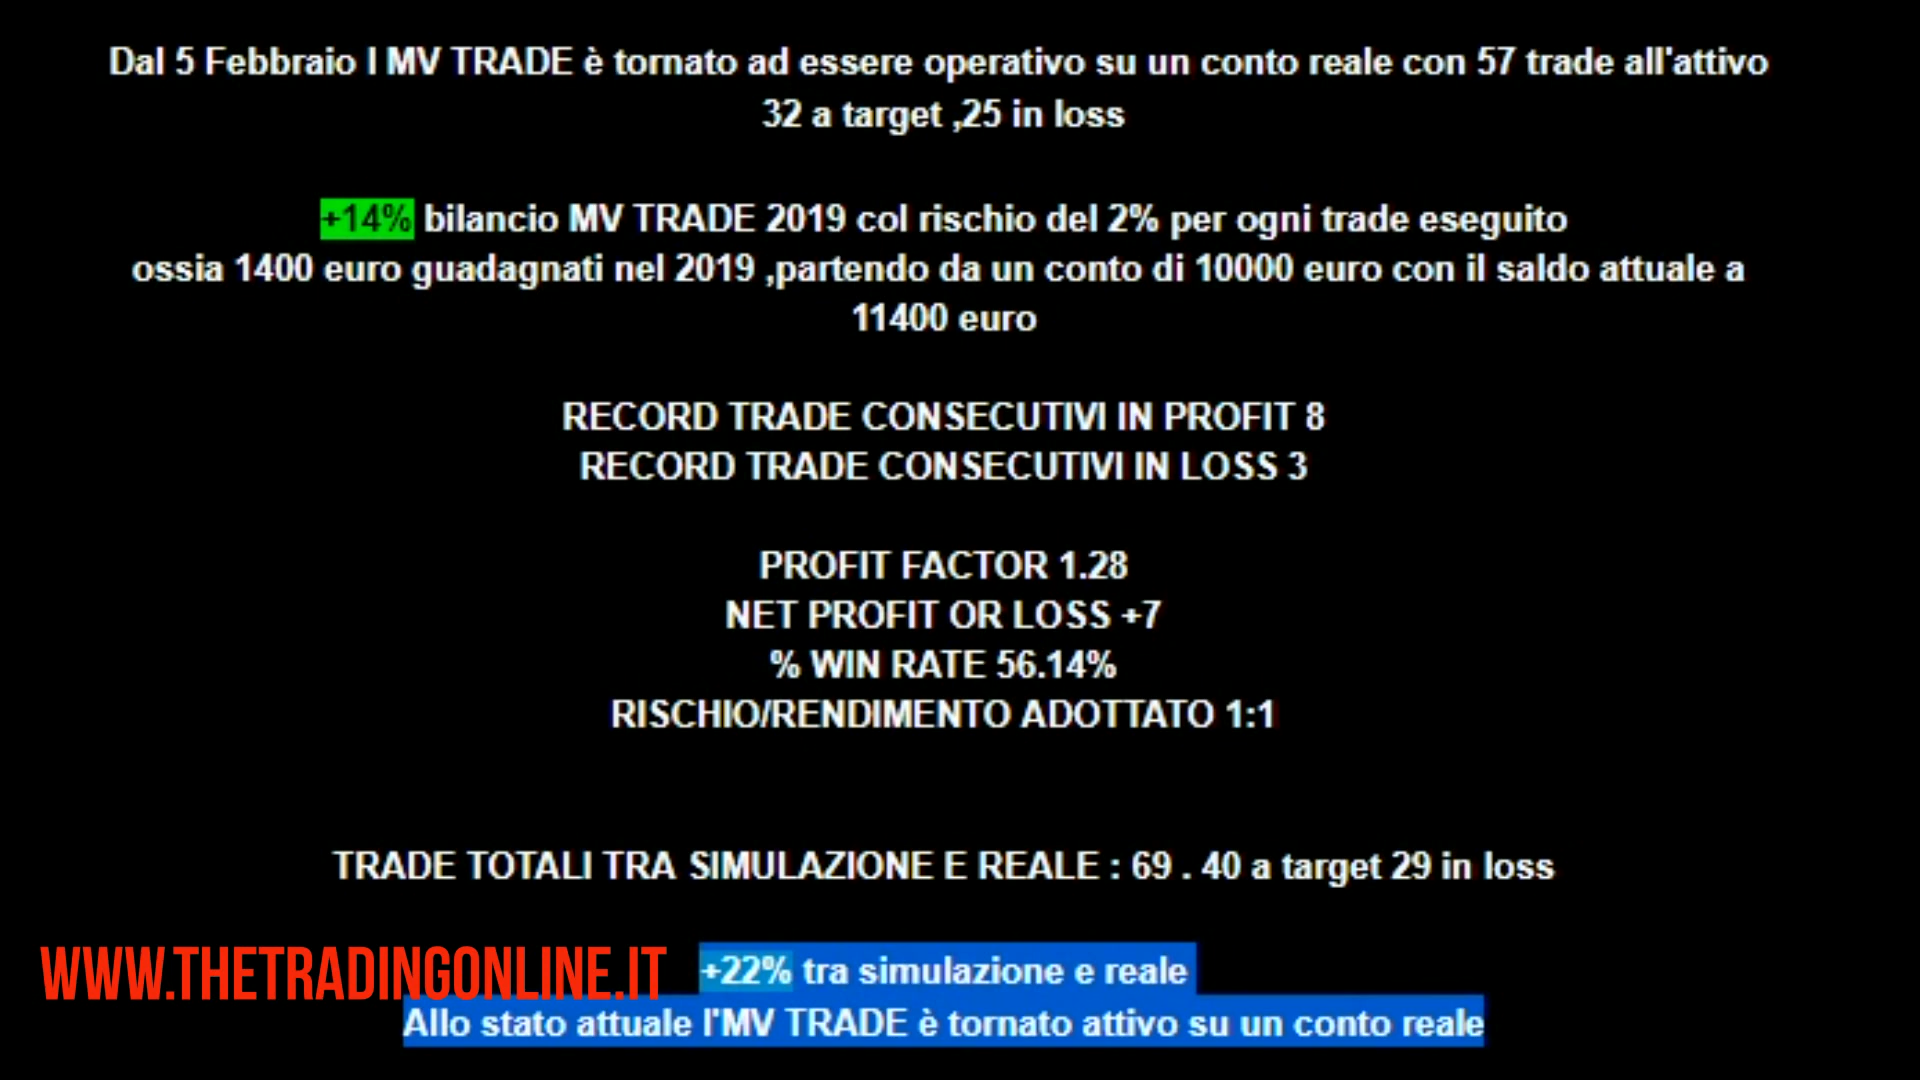 Dal 5 Febbraio l MV TRADE è tornato ad essere operativo su un conto reale con 57 trade all'attivo
32 a target ,25 in loss
+14% bilancio MV TRADE 2019 col rischio del 2% per ogni trade eseguito
ossia 1400 euro guadagnati nel 2019 ,partendo da un conto di 10000 euro con il saldo attuale a
11400 euro
RECORD TRADE CONSECUTIVI IN PROFIT 8
RECORD TRADE CONSECUTIVI IN LOSS 3
PROFIT FACTOR 1.28
NET PROFIT OR LOSS +7
% WIN RATE 56.14%
RISCHIO/RENDIMENTO ADOTTATO 1:1
TRADE TOTALI TRA SIMULAZIONE E REALE : 69 . 40 a target 29 in loss
WWW.THETRADINGONLINE.IT
+22% tra simulazione e reale
Allo stato attuale l'MV TRADE è tornato attivo su un conto reale